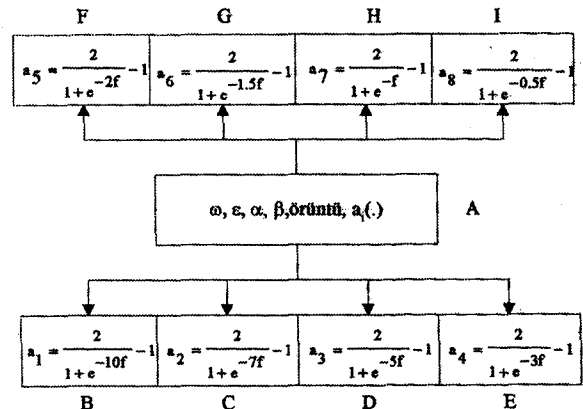 F G H I
a₅ = 2/(1+e^(-2f)) - 1 a₆ = 2/(1+e^(-1.5f)) - 1 a₇ = 2/(1+e^(-f)) - 1 a₈ = 2/(1+e^(-0.5f)) - 1
ω, ε, α, β,örüntü, aᵢ(.) A
a₁ = 2/(1+e^(-10f)) - 1 a₂ = 2/(1+e^(-7f)) - 1 a₃ = 2/(1+e^(-5f)) - 1 a₄ = 2/(1+e^(-3f)) - 1
B C D E